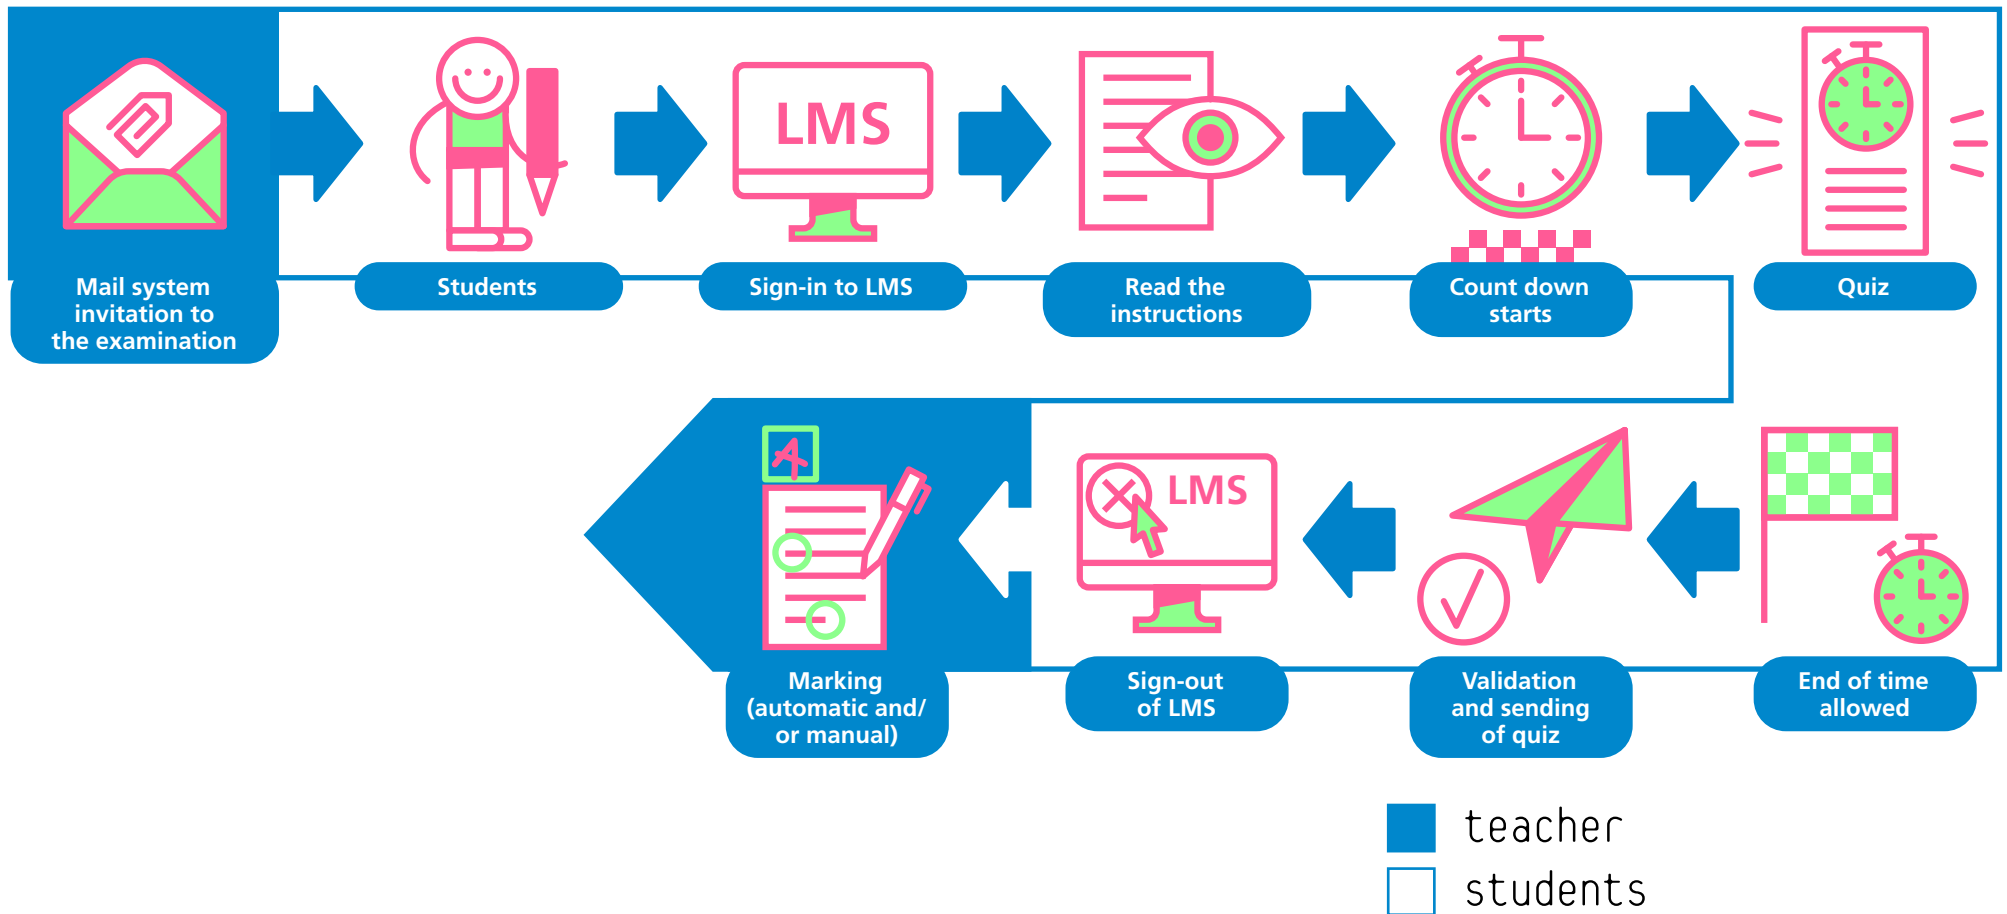 LMS
Mail system
invitation to
the examination
Students
Sign-in to LMS
Read the
instructions
Count down
starts
Quiz
A
LMS
Marking
(automatic and/
or manual)
Sign-out
of LMS
Validation
and sending
of quiz
End of time
allowed
teacher
students